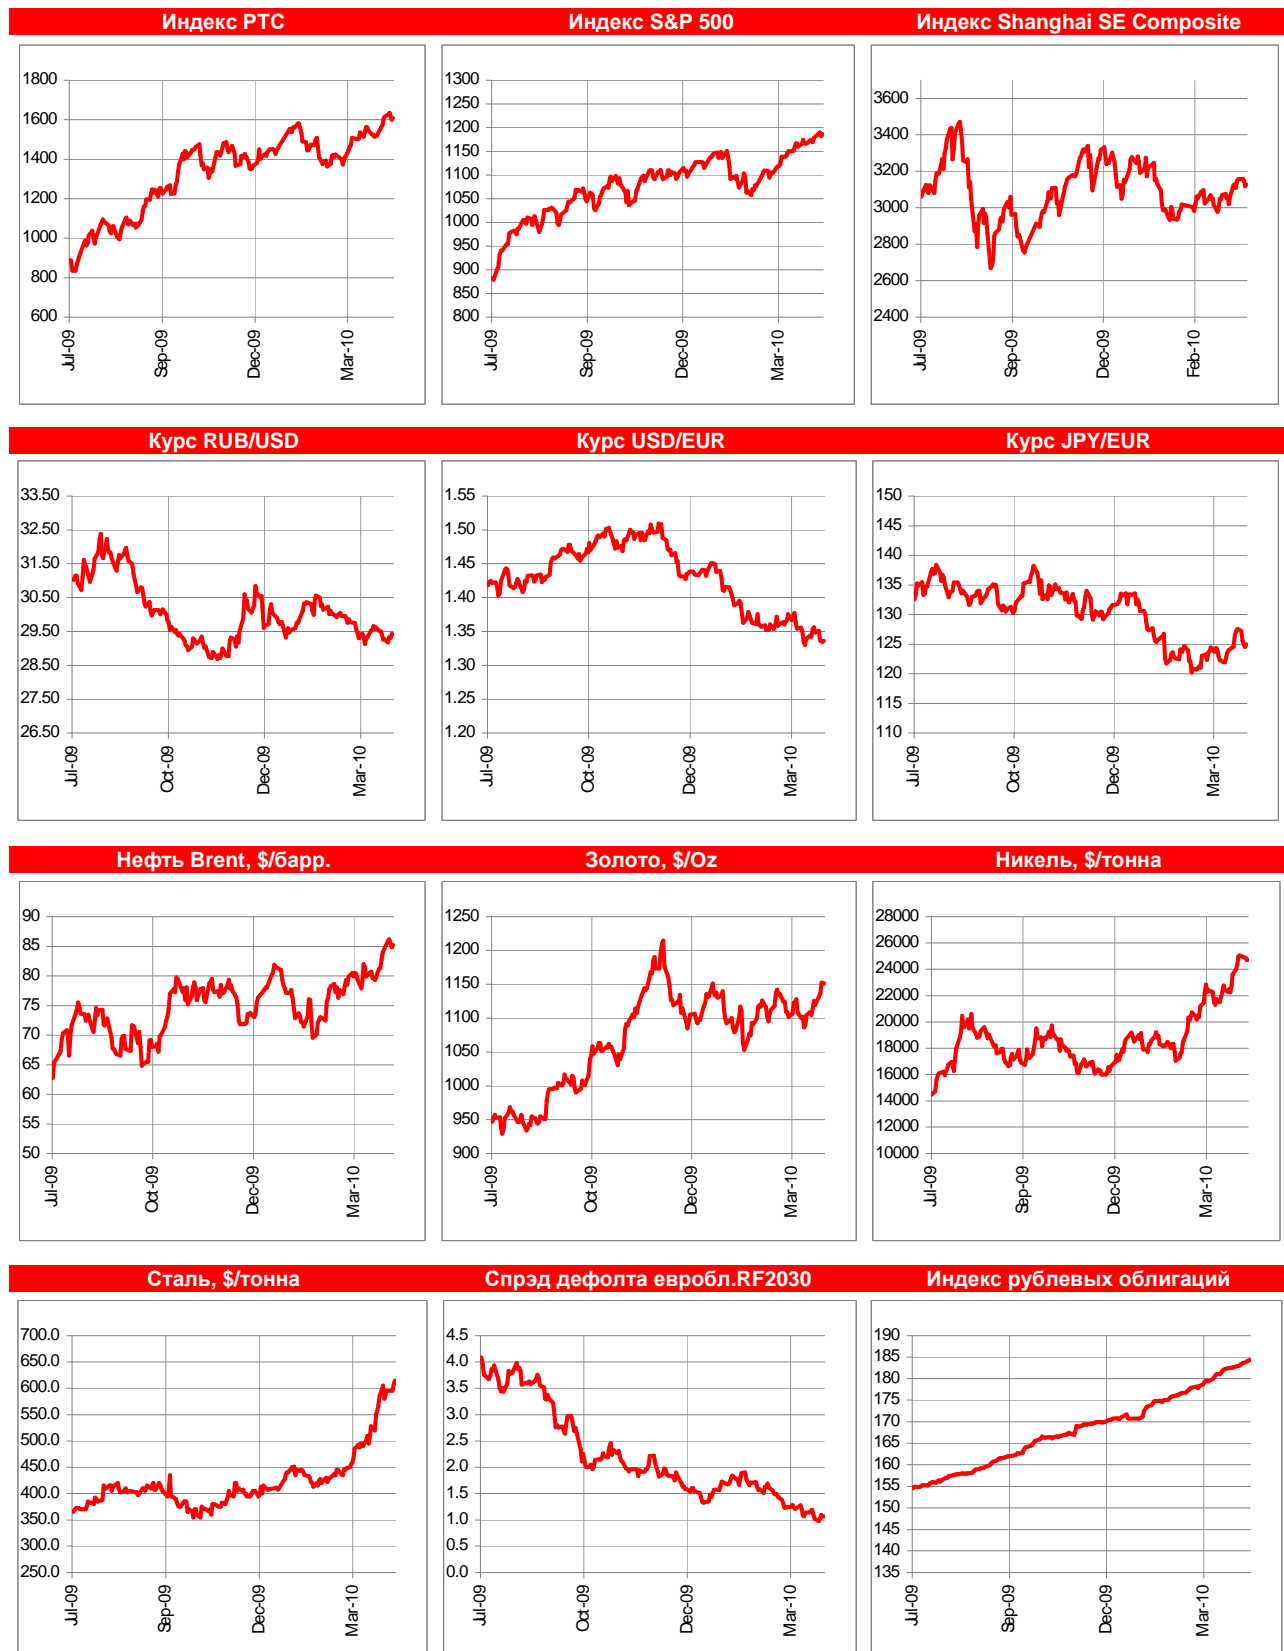 Индекс РТС
1800
1600
1400
1200
1000
800
600
Jul-09
Sep-09
Dec-09
Mar-10
Индекс S&P 500
1300
1250
1200
1150
1100
1050
1000
950
900
850
800
Jul-09
Sep-09
Dec-09
Mar-10
Индекс Shanghai SE Composite
3600
3400
3200
3000
2800
2600
2400
Jul-09
Sep-09
Dec-09
Feb-10
Курс RUB/USD
33.50
32.50
31.50
30.50
29.50
28.50
27.50
26.50
Jul-09
Oct-09
Dec-09
Mar-10
Курс USD/EUR
1.55
1.50
1.45
1.40
1.35
1.30
1.25
1.20
Jul-09
Oct-09
Dec-09
Mar-10
Курс JPY/EUR
150
145
140
135
130
125
120
115
110
Jul-09
Oct-09
Dec-09
Mar-10
Нефть Brent, $/барр.
90
85
80
75
70
65
60
55
50
Jul-09
Oct-09
Dec-09
Mar-10
Золото, $/Oz
1250
1200
1150
1100
1050
1000
950
900
Jul-09
Oct-09
Dec-09
Mar-10
Никель, $/тонна
28000
26000
24000
22000
20000
18000
16000
14000
12000
10000
Jul-09
Sep-09
Dec-09
Mar-10
Сталь, $/тонна
700.0
650.0
600.0
550.0
500.0
450.0
400.0
350.0
300.0
250.0
Jul-09
Sep-09
Dec-09
Mar-10
Спрэд дефолта евробл.RF2030
4.5
4.0
3.5
3.0
2.5
2.0
1.5
1.0
0.5
0.0
Jul-09
Oct-09
Dec-09
Mar-10
Индекс рублевых облигаций
190
185
180
175
170
165
160
155
150
145
140
135
Jul-09
Sep-09
Dec-09
Mar-10